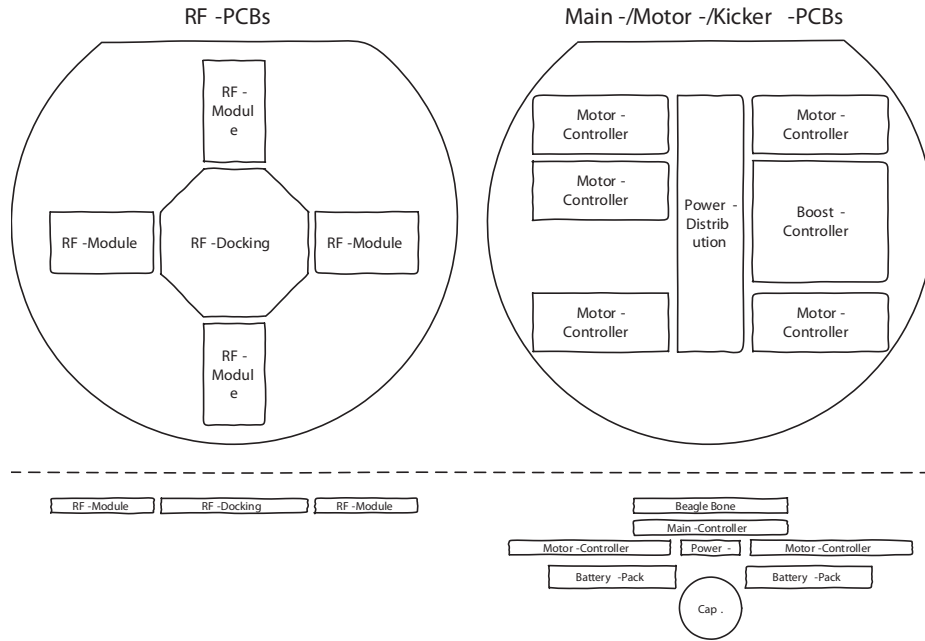 RF -PCBs
RF -
Modul
e
RF -Module
RF -Docking
RF -Module
RF -
Modul
e
Main -/Motor -/Kicker -PCBs
Motor -
Controller
Motor -
Controller
Motor -
Controller
Power -
Distrib
ution
Boost -
Controller
Motor -
Controller
Motor -
Controller
RF -Module
RF -Docking
RF -Module
Beagle Bone
Main -Controller
Motor -Controller
Power -
Motor -Controller
Battery -Pack
Battery -Pack
Cap .